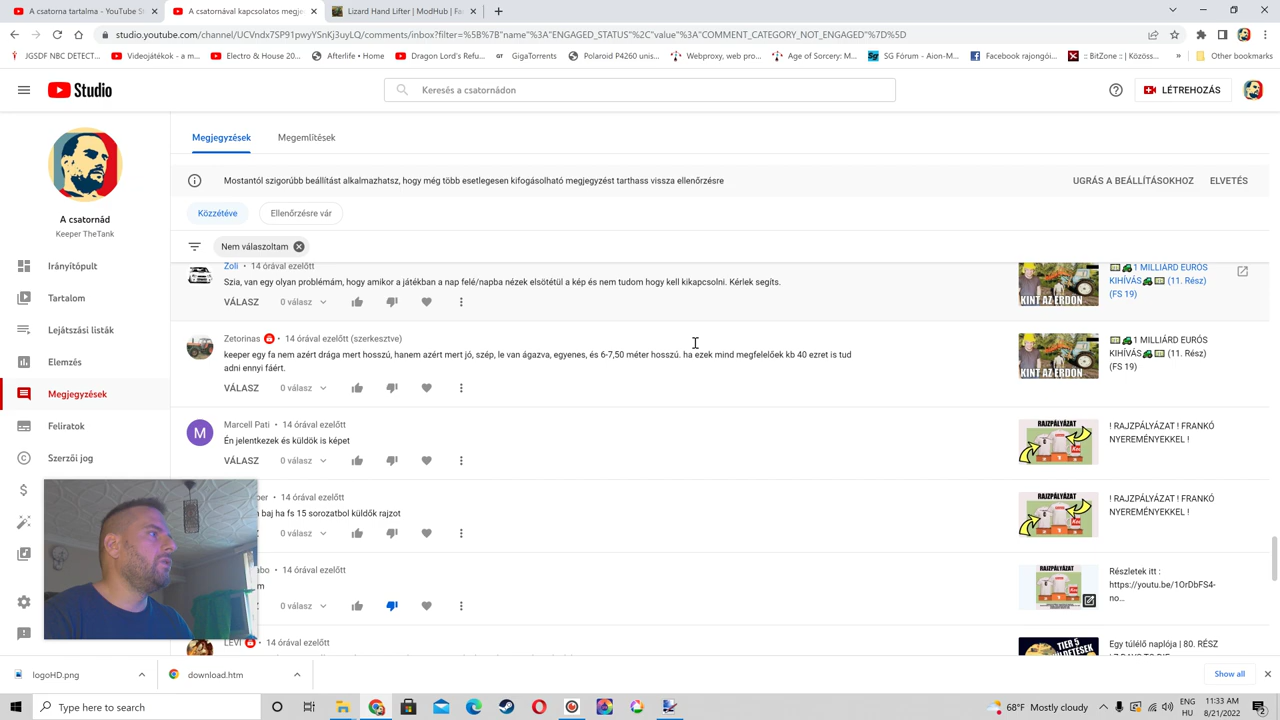 A csatorna tartalma - YouTube St
A csatornával kapcsolatos megje
Lizard Hand Lifter | ModHub | Fa
studio.youtube.com/channel/UCVndx7SP91pwyYSnKj3uyLQ/comments/inbox?filter=%5B%7B"name"%3A"ENGAGED_STATUS"%2C"value"%3A"COMMENT_CATEGORY_NOT_ENGAGED"%7D%5D
JGSDF NBC DETECT...
Videojátékok - a m...
Electro & House 20...
Afterlife • Home
Dragon Lord's Refu...
GigaTorrents
Polaroid P4260 unis...
Webproxy, web pro...
Age of Sorcery: M...
SG Fórum - Aion-M...
Facebook rajongói...
:: BitZone :: | Közöss...
Other bookmarks
Studio
Keresés a csatornádon
LÉTREHOZÁS
Megjegyzések
Megemlítések
Mostantól szigorúbb beállítást alkalmazhatsz, hogy még több esetlegesen kifogásolható megjegyzést tarthass vissza ellenőrzésre
UGRÁS A BEÁLLÍTÁSOKHOZ
ELVETÉS
Közzétéve
Ellenőrzésre vár
Nem válaszoltam
A csatornád
Keeper TheTank
Irányítópult
Tartalom
Lejátszási listák
Elemzés
Megjegyzések
Feliratok
Szerzői jog
Zoli • 14 órával ezelőtt
Szia, van egy olyan problémám, hogy amikor a játékban a nap felé/napba nézek elsötétül a kép és nem tudom hogy kell kikapcsolni. Kérlek segíts.
VÁLASZ 0 válasz
KINT AZ ERDŐN
1 MILLIÁRD EURÓS
KIHÍVÁS (11. Rész)
(FS 19)
Zetorinas • 14 órával ezelőtt (szerkesztve)
keeper egy fa nem azért drága mert hosszú, hanem azért mert jó, szép, le van ágazva, egyenes, és 6-7,50 méter hosszú. ha ezek mind megfelelőek kb 40 ezret is tud
adni ennyi fáért.
VÁLASZ 0 válasz
KINT AZ ERDŐN
1 MILLIÁRD EURÓS
KIHÍVÁS (11. Rész)
(FS 19)
M
Marcell Pati • 14 órával ezelőtt
Én jelentkezek és küldök is képet
VÁLASZ 0 válasz
RAJZPÁLYÁZAT
! RAJZPÁLYÁZAT ! FRANKÓ
NYEREMÉNYEKKEL !
14 órával ezelőtt
baj ha fs 15 sorozatbol küldők rajzot
0 válasz
RAJZPÁLYÁZAT
! RAJZPÁLYÁZAT ! FRANKÓ
NYEREMÉNYEKKEL !
14 órával ezelőtt
0 válasz
RAJZPÁLYÁZAT
Részletek itt :
https://youtu.be/1OrDbFS4-
no...
LEVI • 14 órával ezelőtt
TIER 5
Egy túlélő naplója | 80. RÉSZ
logoHD.png
download.htm
Show all
Type here to search
68°F Mostly cloudy
ENG
HU
11:33 AM
8/21/2022
2